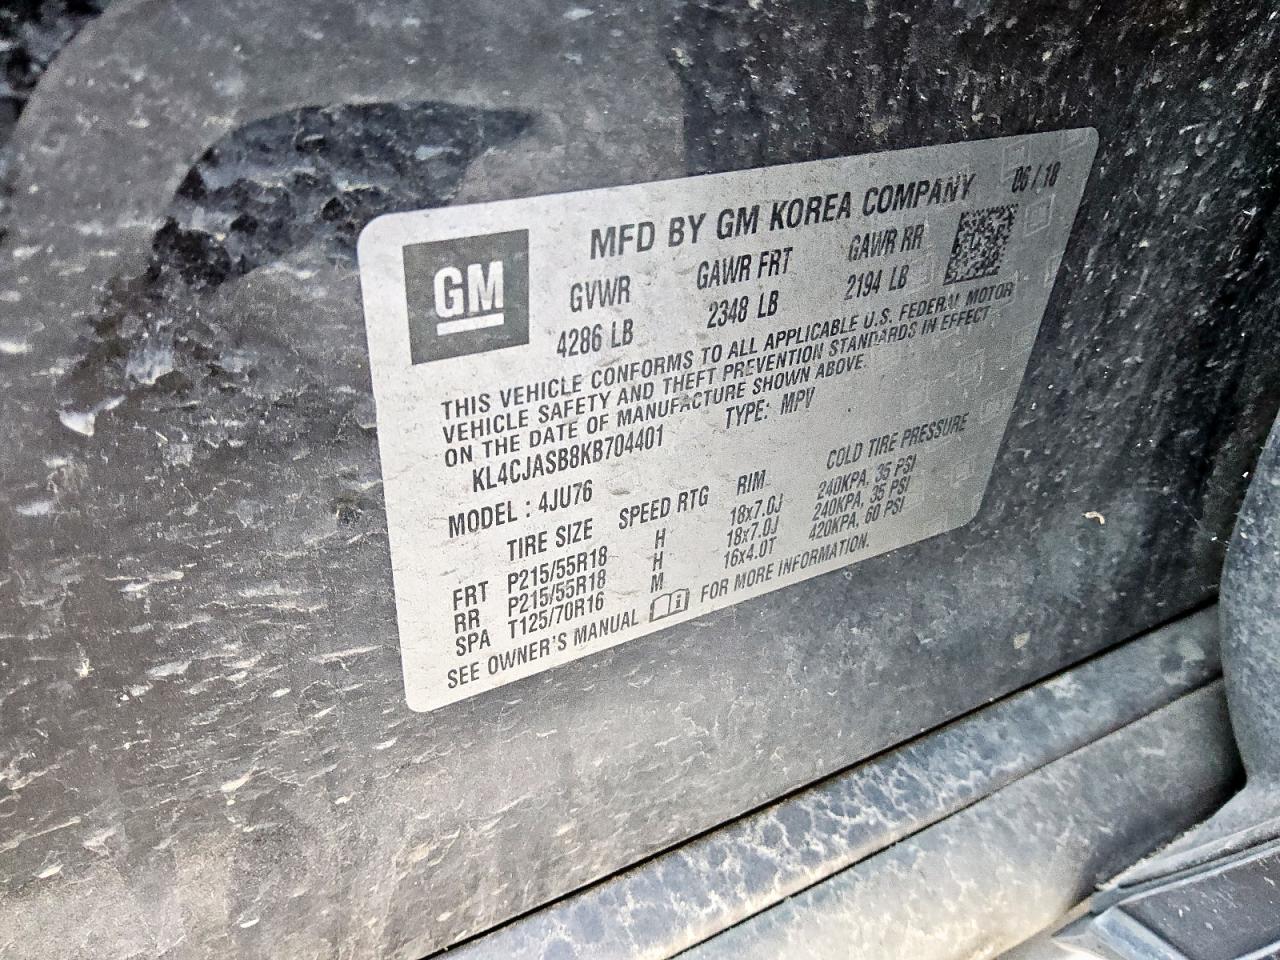 GM
MFD BY GM KOREA COMPANY 06/18
GVWR GAWR FRT GAWR RR
4286 LB 2348 LB 2194 LB
THIS VEHICLE CONFORMS TO ALL APPLICABLE U.S. FEDERAL MOTOR
VEHICLE SAFETY AND THEFT PREVENTION STANDARDS IN EFFECT
ON THE DATE OF MANUFACTURE SHOWN ABOVE.
KL4CJASB8KB704401 TYPE: MPV
MODEL : 4JU76
TIRE SIZE SPEED RTG RIM COLD TIRE PRESSURE
FRT P215/55R18 H 18x7.0J 240KPA, 35 PSI
RR P215/55R18 H 18x7.0J 240KPA, 35 PSI
SPA T125/70R16 M 16x4.0T 420KPA, 60 PSI
SEE OWNER'S MANUAL FOR MORE INFORMATION.